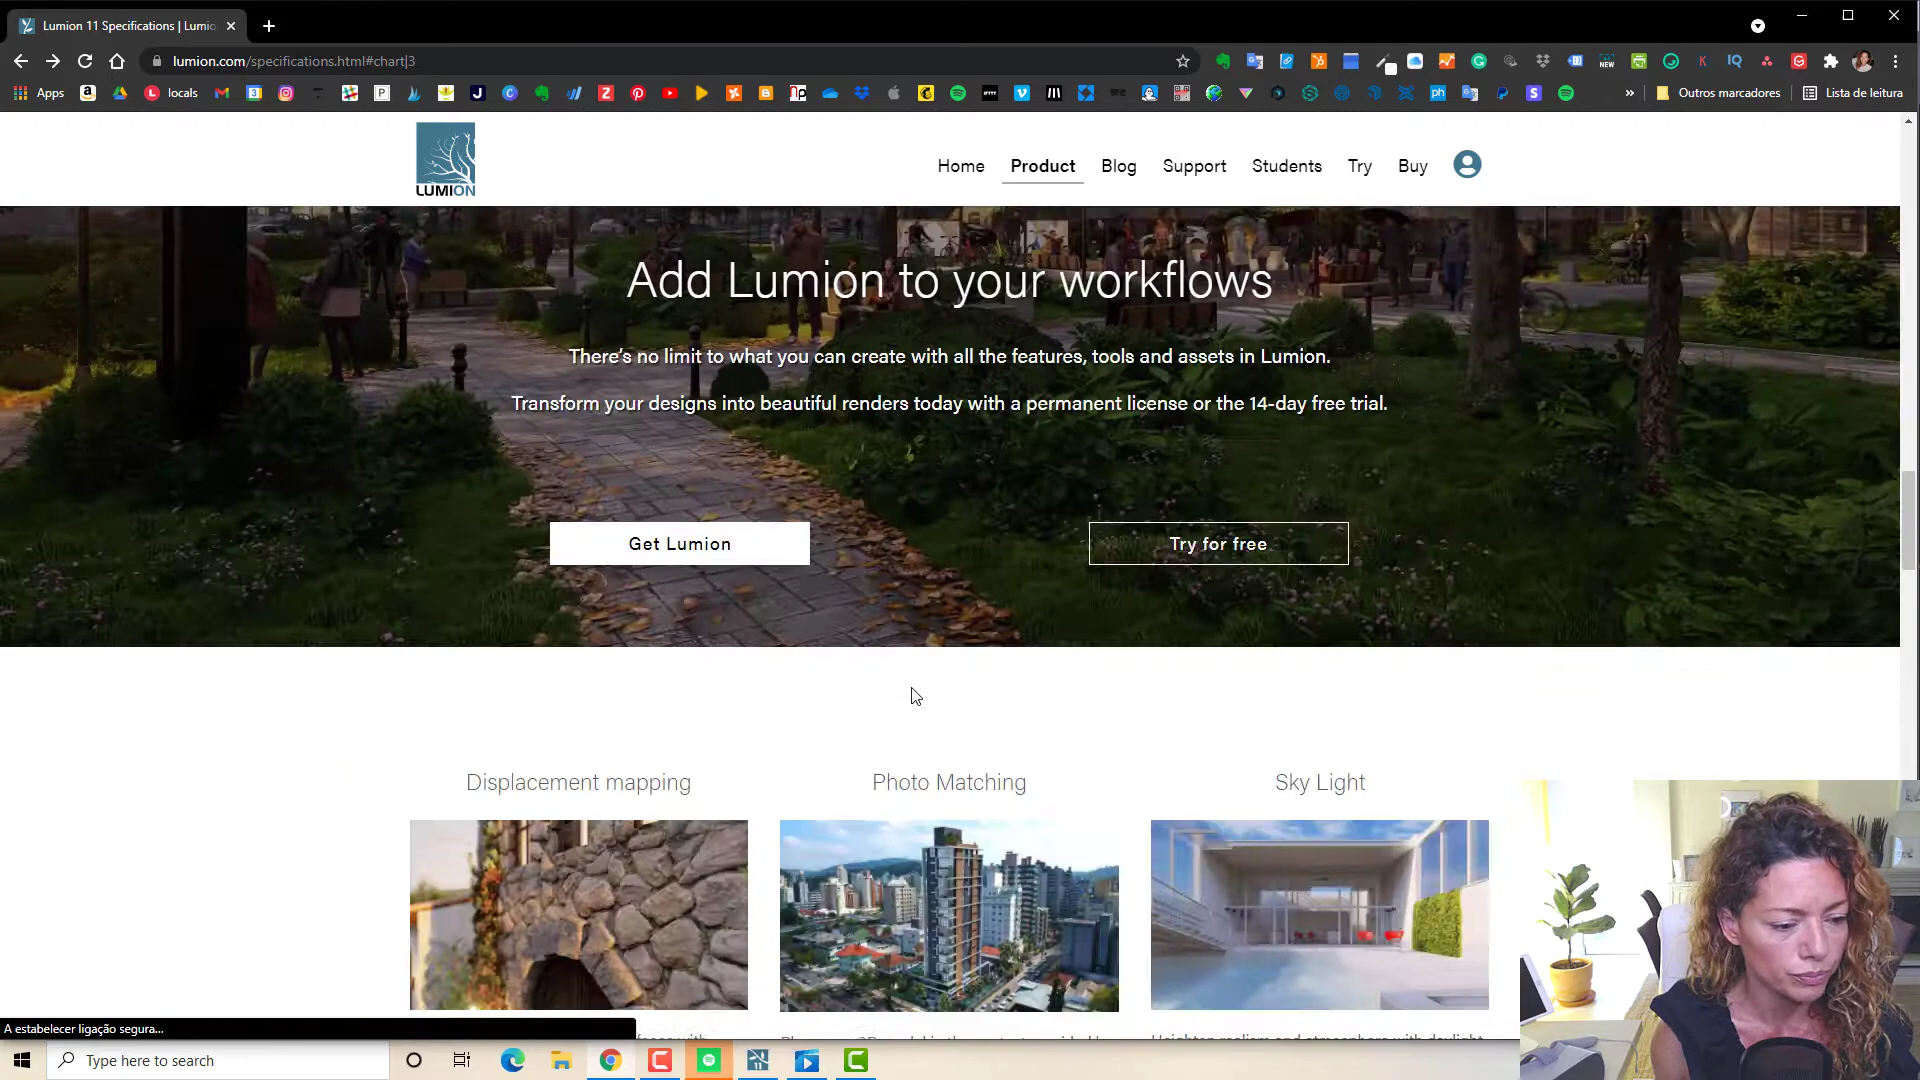 Lumion 11 Specifications | Lumio
lumion.com/specifications.html#chart|3
Apps
locals
Outros marcadores
Lista de leitura
LUMION
Home
Product
Blog
Support
Students
Try
Buy
Add Lumion to your workflows
There's no limit to what you can create with all the features, tools and assets in Lumion.
Transform your designs into beautiful renders today with a permanent license or the 14-day free trial.
Get Lumion
Try for free
Displacement mapping
Photo Matching
Sky Light
A estabelecer ligação segura...
Type here to search